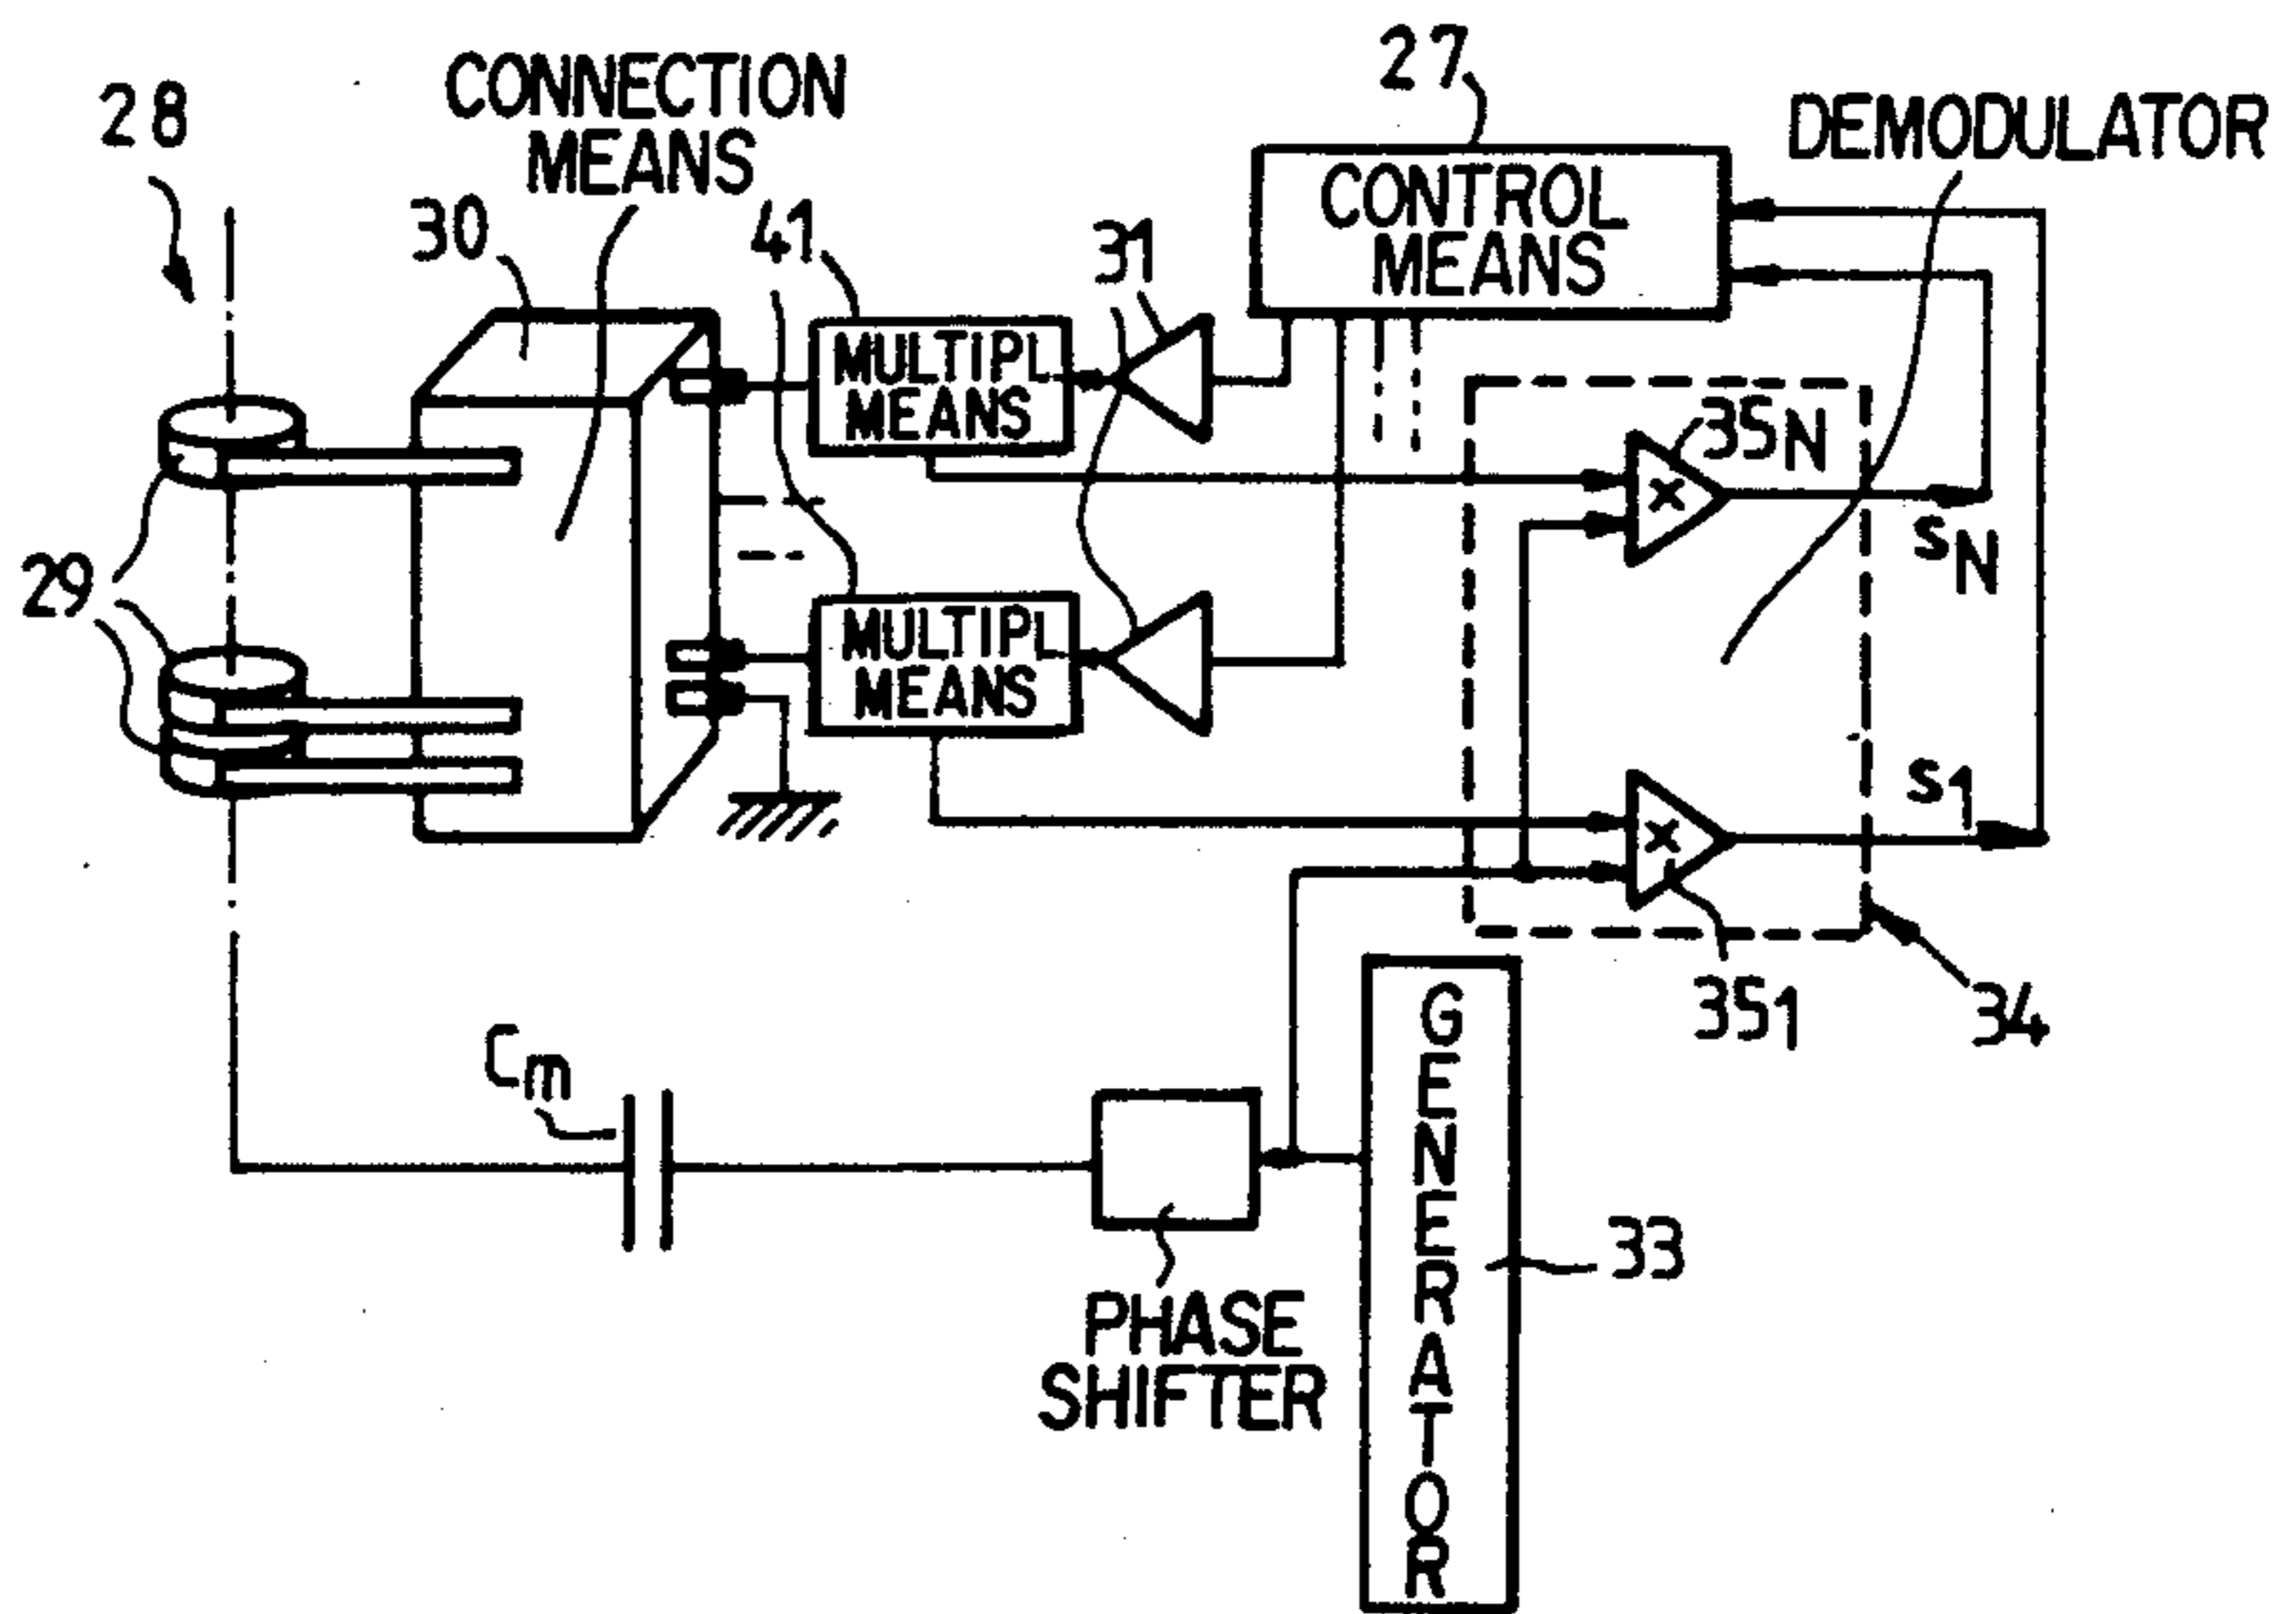 28
CONNECTION
MEANS
27
DEMODULATOR
30
41
31
CONTROL
MEANS
MULTIPL
MEANS
35N
29
SN
MULTIPL
MEANS
S1
351
34
Cm
GENERATOR
33
PHASE
SHIFTER